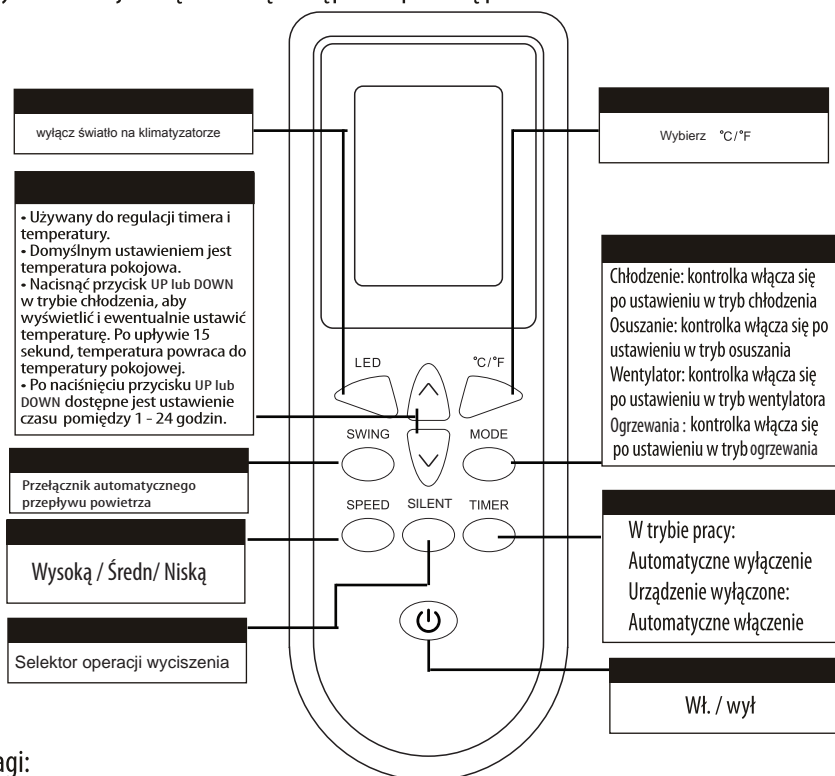 wyłącz światło na klimatyzatorze
Wybierz °C/°F
• Używany do regulacji timera i
temperatury.
• Domyślnym ustawieniem jest
temperatura pokojowa.
• Nacisnąć przycisk UP lub DOWN
w trybie chłodzenia, aby
wyświetlić i ewentualnie ustawić
temperaturę. Po upływie 15
sekund, temperatura powraca do
temperatury pokojowej.
• Po naciśnięciu przycisku UP lub
DOWN dostępne jest ustawienie
czasu pomiędzy 1 - 24 godzin.
Chłodzenie: kontrolka włącza się
po ustawieniu w tryb chłodzenia
Osuszanie: kontrolka włącza się po
ustawieniu w tryb osuszania
Wentylator: kontrolka włącza się
po ustawieniu w tryb wentylatora
Ogrzewania : kontrolka włącza się
po ustawieniu w tryb ogrzewania
LED
°C/°F
SWING
MODE
SPEED
SILENT
TIMER
Przełącznik automatycznego
przepływu powietrza
Wysoką / Średn/ Niską
W trybie pracy:
Automatyczne wyłączenie
Urządzenie wyłączone:
Automatyczne włączenie
Selektor operacji wyciszenia
Wł. / wył
agi: